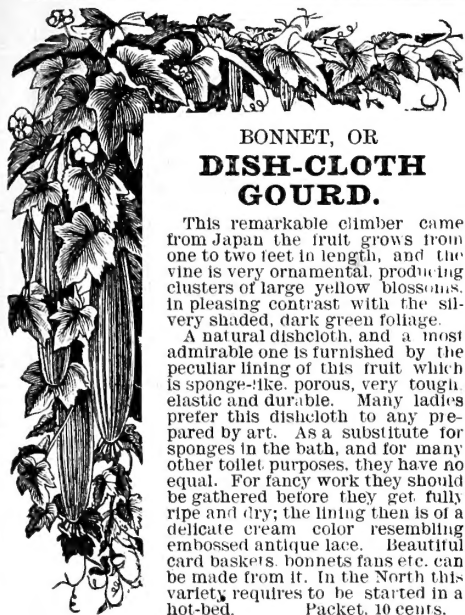 BONNET, OR
DISH-CLOTH
GOURD.
This remarkable climber came
from Japan the fruit grows from
one to two feet in length, and the
vine is very ornamental. producing
clusters of large yellow blossoms.
in pleasing contrast with the sil-
very shaded, dark green foliage.
A natural dishcloth, and a most
admirable one is furnished by the
peculiar lining of this fruit which
is sponge-like. porous, very tough.
elastic and durable. Many ladies
prefer this dishcloth to any pre-
pared by art. As a substitute for
sponges in the bath, and for many
other toilet purposes, they have no
equal. For fancy work they should
be gathered before they get fully
ripe and dry; the lining then is of a
delicate cream color resembling
embossed antique lace. Beautiful
card baskets. bonnets fans etc. can
be made from it. In the North this
variety requires to be started in a
hot-bed. Packet, 10 cents.